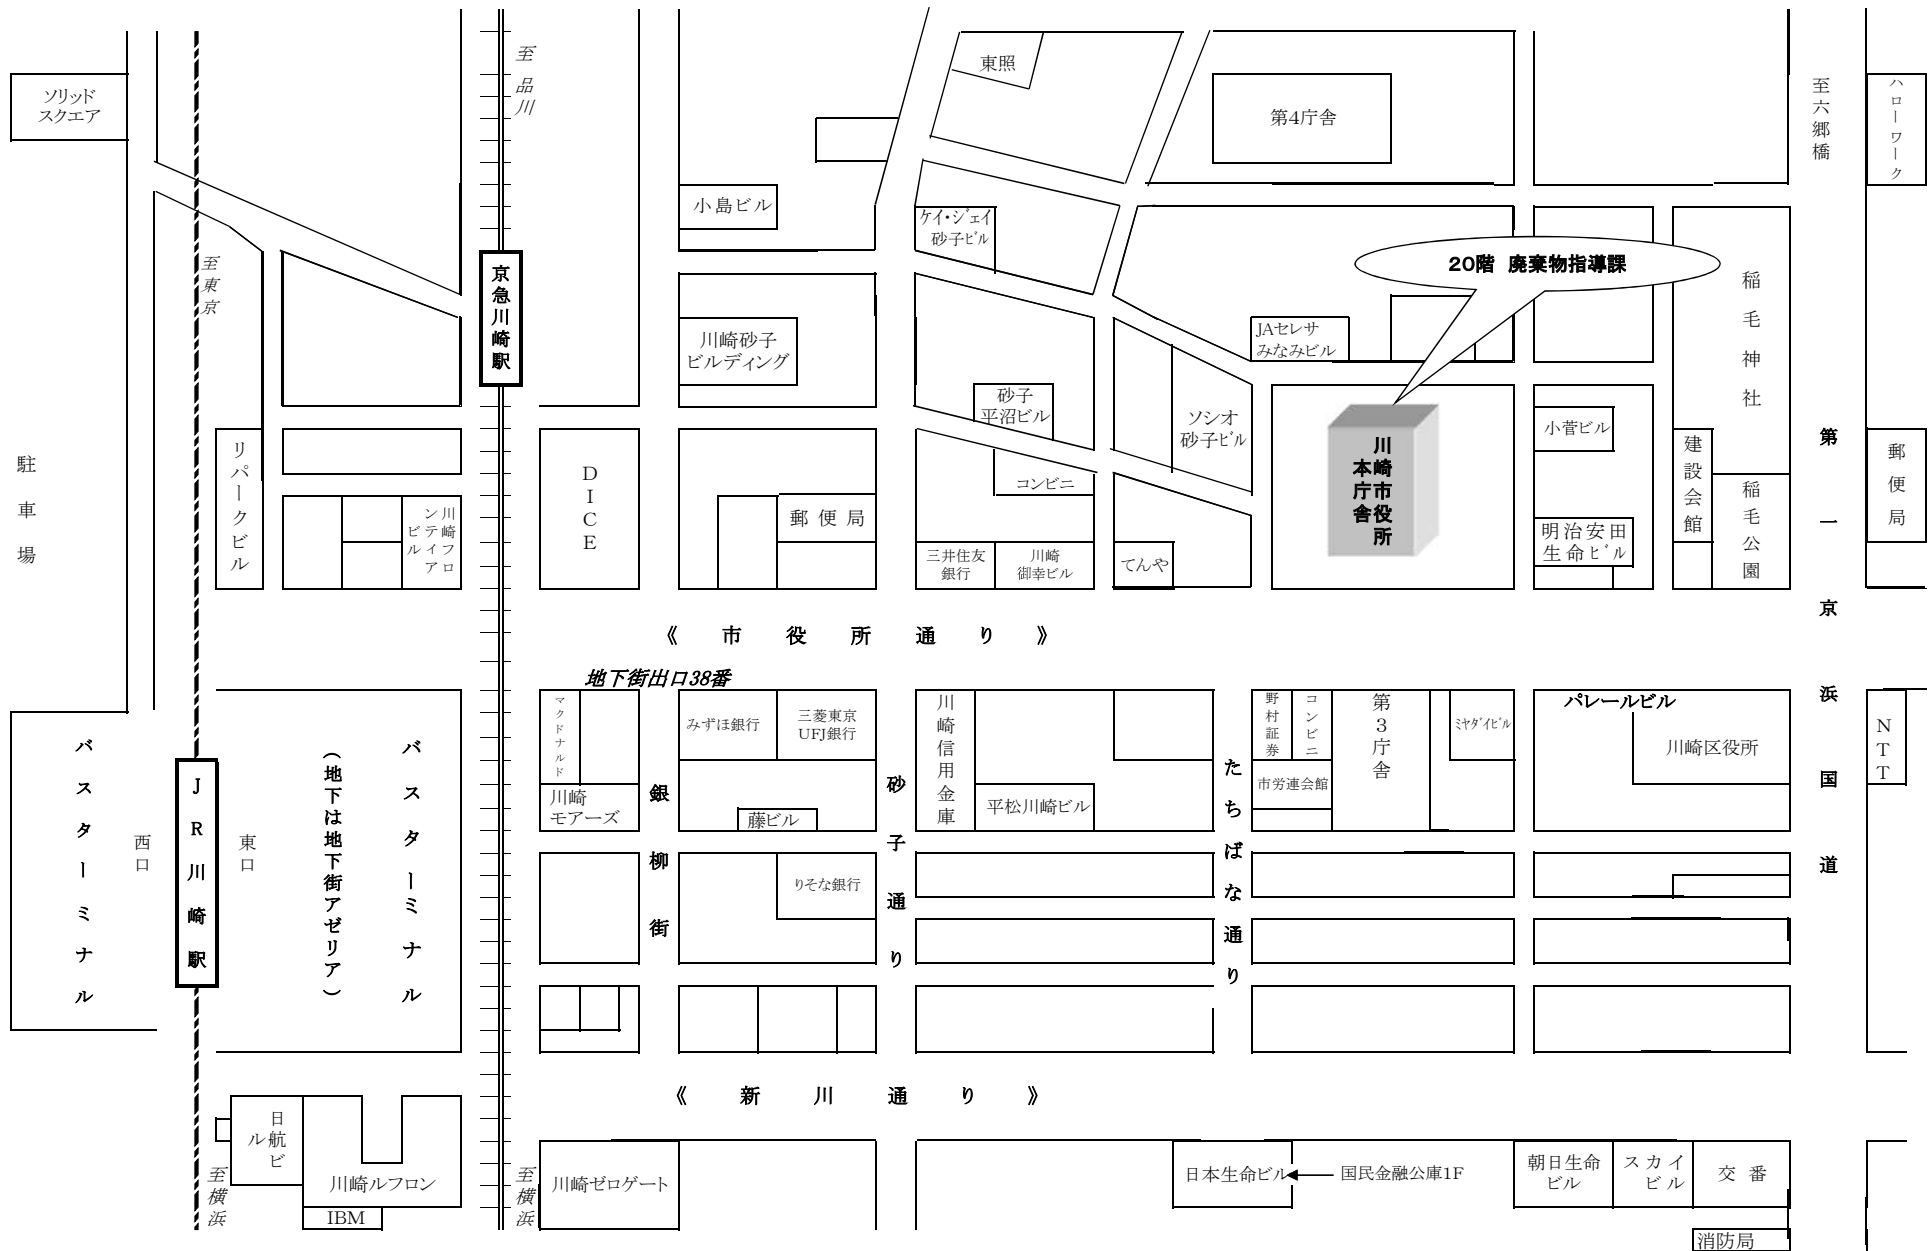 ソリッド
スクエア
至品川
東照
第4庁舎
至六郷橋
ハローワーク
小島ビル
ケイ・ジェイ
砂子ビル
20階 廃棄物指導課
至東京
京急川崎駅
稲毛神社
川崎砂子
ビルディング
JAセレサ
みなみビル
砂子
平沼ビル
ソシオ
砂子ビル
川崎市役所
本庁舎
小菅ビル
駐車場
リパークビル
川崎フロ
ンティア
ビル
DICE
郵便局
コンビニ
三井住友
銀行
川崎
御幸ビル
てんや
明治安田
生命ビル
建設会館
稲毛公園
第一京浜国道
郵便局
《 市役所通り 》
地下街出口38番
バスターミナル
西口
JR川崎駅
東口
(地下は地下街アゼリア)
バスターミナル
マクドナルド
川崎
モアーズ
銀柳街
みずほ銀行
三菱東京
UFJ銀行
藤ビル
りそな銀行
砂子通り
川崎信用金庫
平松川崎ビル
たちばな通り
野村証券
コンビニ
市労連会館
第3庁舎
ミヤダイビル
パレールビル
川崎区役所
NTT
《 新川通り 》
日航ビル
至横浜
川崎ルフロン
IBM
至横浜
川崎ゼロゲート
日本生命ビル
国民金融公庫1F
朝日生命
ビル
スカイ
ビル
交番
消防局